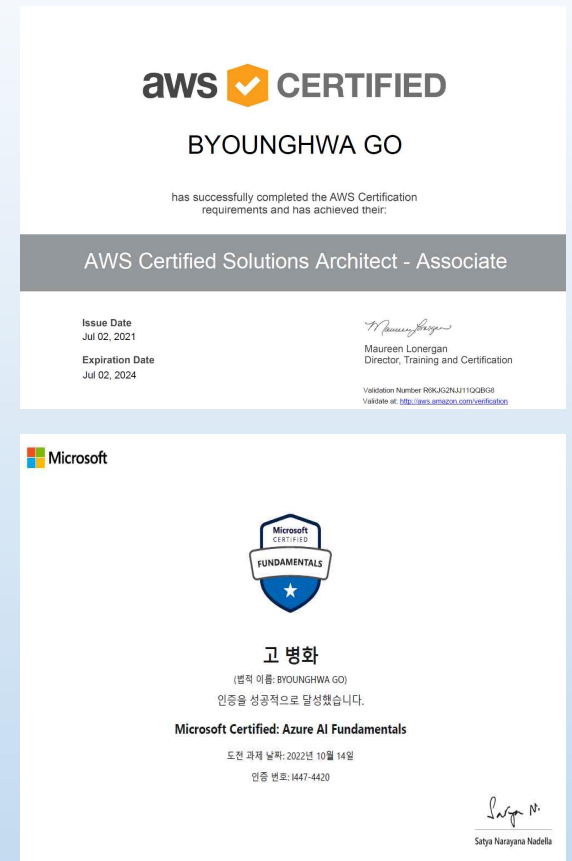 aws CERTIFIED
BYOUNGHWA GO
has successfully completed the AWS Certification
requirements and has achieved their:
AWS Certified Solutions Architect - Associate
Issue Date
Jul 02, 2021
Expiration Date
Jul 02, 2024
Maureen Lonergan
Director, Training and Certification
Validation Number R6KJG2NJJ11QQBG8
Validate at: http://aws.amazon.com/verification
Microsoft
Microsoft
CERTIFIED
FUNDAMENTALS
고 병화
(법적 이름: BYOUNGHWA GO)
인증을 성공적으로 달성했습니다.
Microsoft Certified: Azure AI Fundamentals
도전 과제 날짜: 2022년 10월 14일
인증 번호: I447-4420
Satya N.
Satya Narayana Nadella